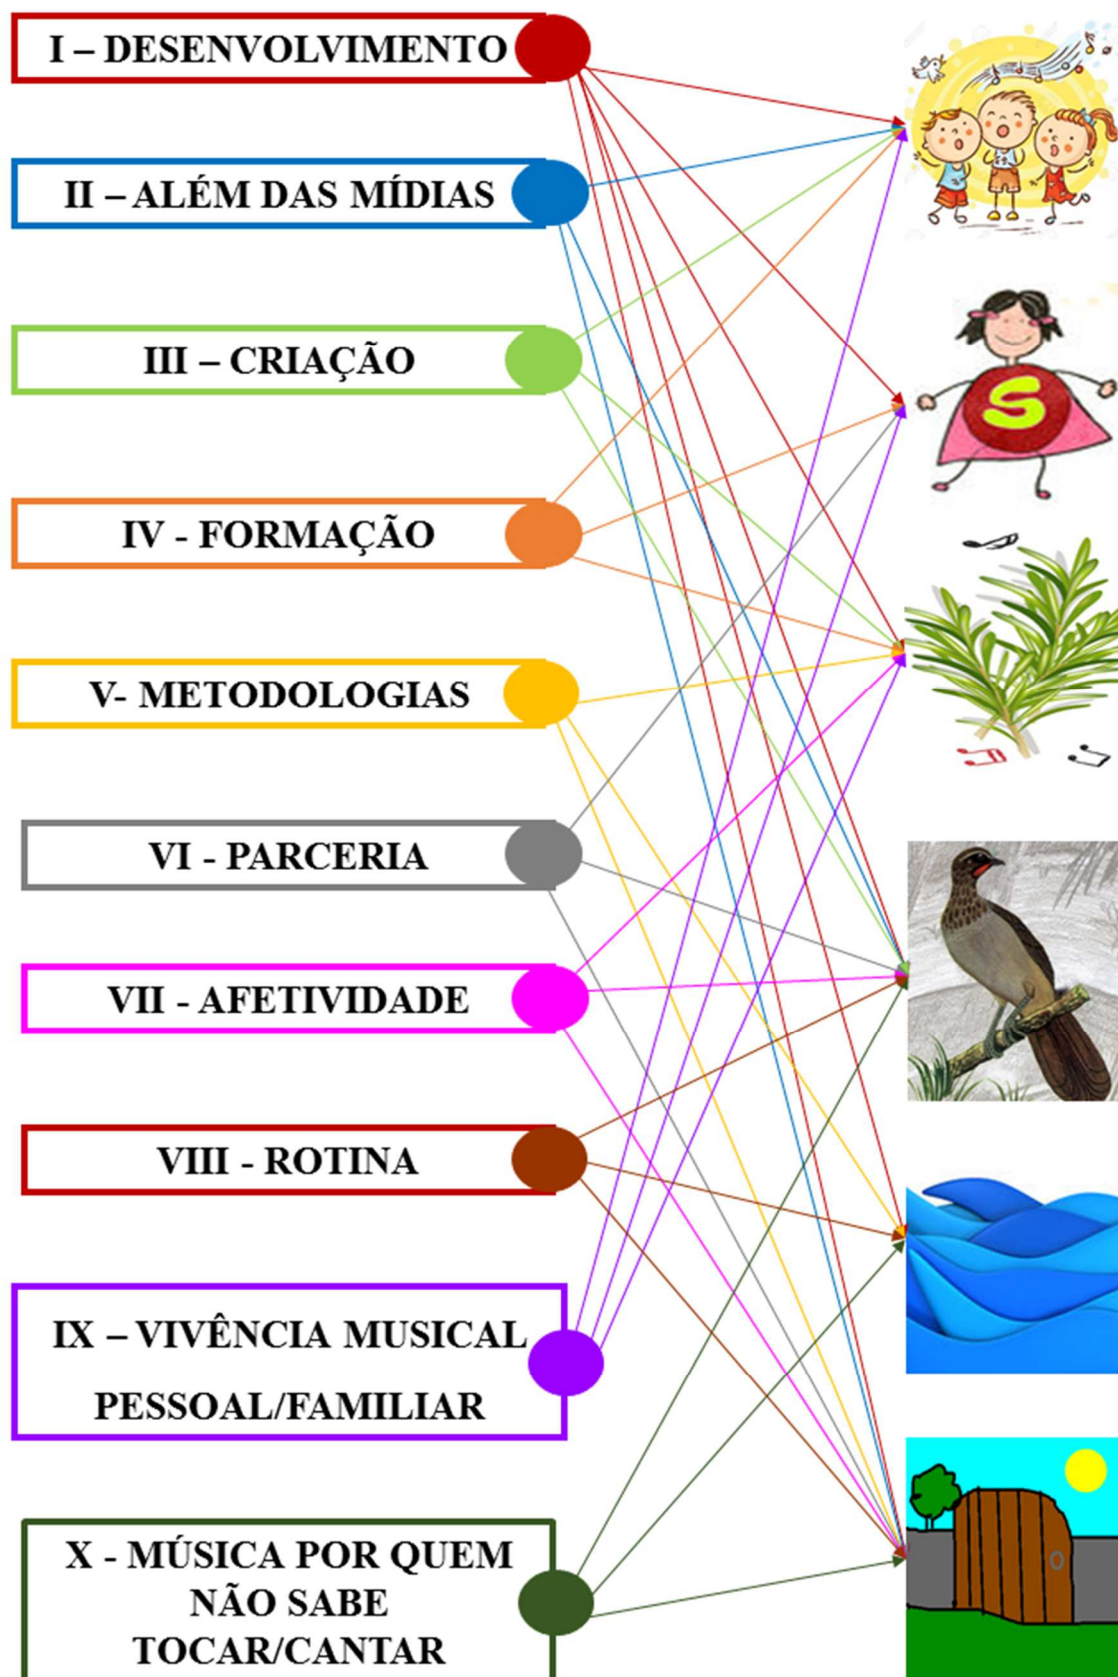 I – DESENVOLVIMENTO
II – ALÉM DAS MÍDIAS
III – CRIAÇÃO
IV - FORMAÇÃO
V- METODOLOGIAS
VI - PARCERIA
VII - AFETIVIDADE
VIII - ROTINA
IX – VIVÊNCIA MUSICAL
PESSOAL/FAMILIAR
X - MÚSICA POR QUEM
NÃO SABE
TOCAR/CANTAR
S